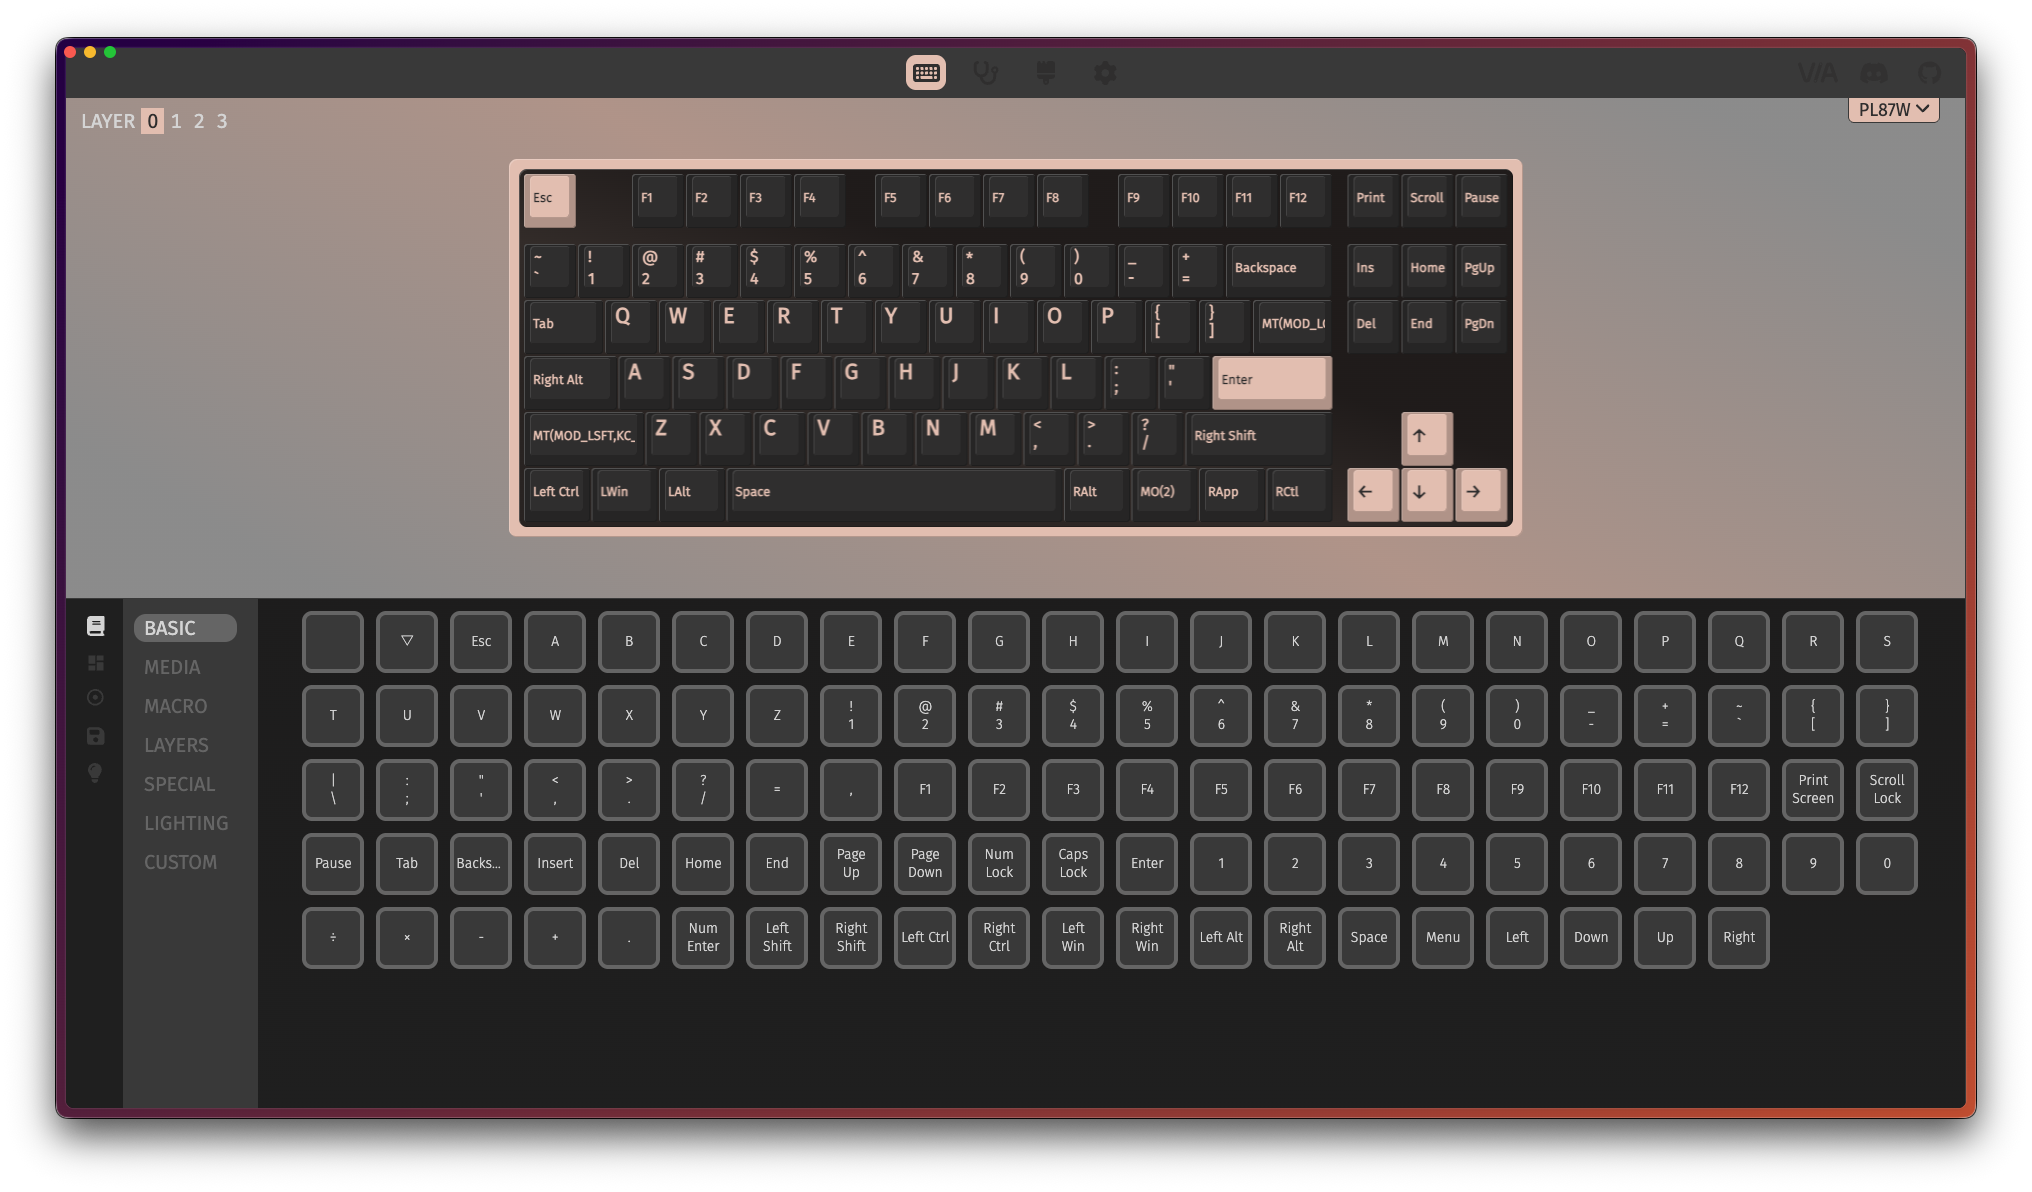 VIA
LAYER 0 1 2 3
PL87W
Esc F1 F2 F3 F4 F5 F6 F7 F8 F9 F10 F11 F12 Print Scroll Pause
~ ! @ # $ % ^ & * ( ) _ +
` 1 2 3 4 5 6 7 8 9 0 - = Backspace Ins Home PgUp
Tab Q W E R T Y U I O P { } MT(MOD_L Del End PgDn
[ ]
Right Alt A S D F G H J K L : " Enter
; '
MT(MOD_LSFT,KC_ Z X C V B N M < > ? Right Shift ↑
, . /
Left Ctrl LWin LAlt Space RAlt MO(2) RApp RCtl ← ↓ →
BASIC
MEDIA
MACRO
LAYERS
SPECIAL
LIGHTING
CUSTOM
▽ Esc A B C D E F G H I J K L M N O P Q R S
T U V W X Y Z ! @ # $ % ^ & * ( ) _ + ~ { }
1 2 3 4 5 6 7 8 9 0 - = ` [ ]
| : " < > ? = , F1 F2 F3 F4 F5 F6 F7 F8 F9 F10 F11 F12 Print Scroll
\ ; ' , . / Screen Lock
Pause Tab Backs... Insert Del Home End Page Page Num Caps Enter 1 2 3 4 5 6 7 8 9 0
Up Down Lock Lock
÷ × - + . Num Left Right Left Ctrl Right Left Right Left Alt Right Space Menu Left Down Up Right
Enter Shift Shift Ctrl Win Win Alt